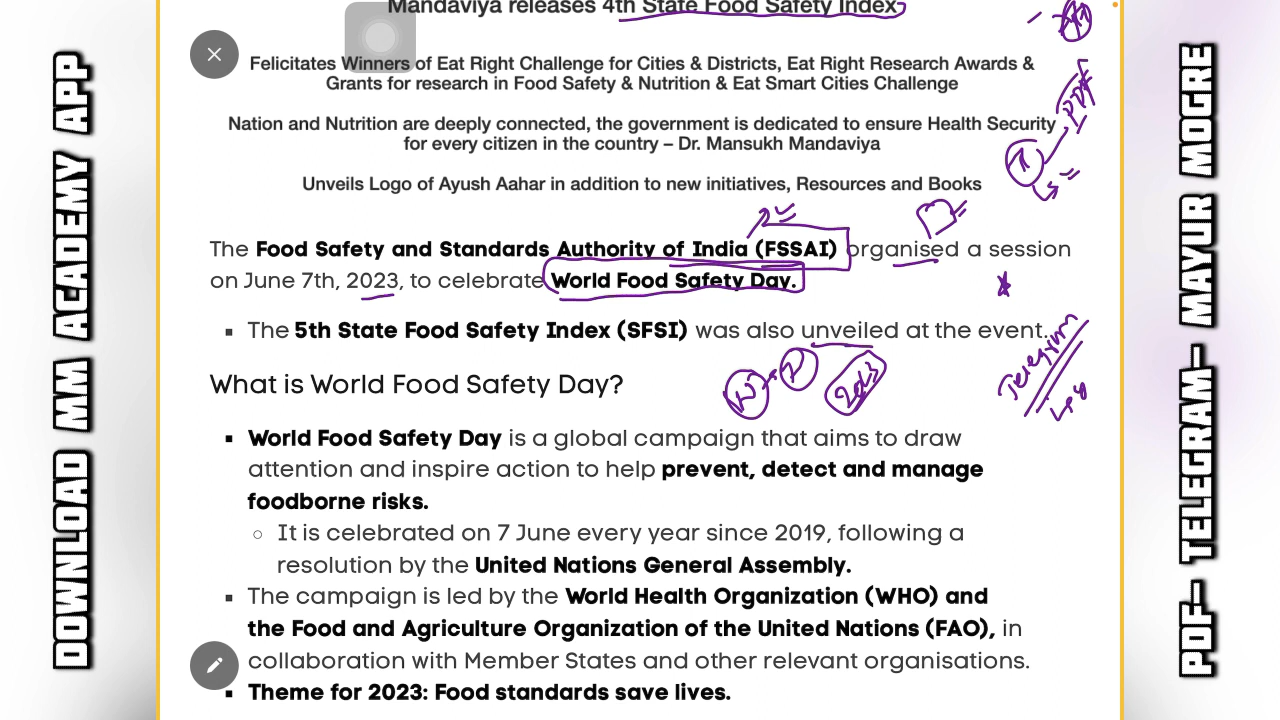 Mandaviya releases 4th State Food Safety Index
Felicitates Winners of Eat Right Challenge for Cities & Districts, Eat Right Research Awards &
Grants for research in Food Safety & Nutrition & Eat Smart Cities Challenge
Nation and Nutrition are deeply connected, the government is dedicated to ensure Health Security
for every citizen in the country – Dr. Mansukh Mandaviya
Unveils Logo of Ayush Aahar in addition to new initiatives, Resources and Books
The Food Safety and Standards Authority of India (FSSAI) organised a session
on June 7th, 2023, to celebrate World Food Safety Day.
▪ The 5th State Food Safety Index (SFSI) was also unveiled at the event.
What is World Food Safety Day?
▪ World Food Safety Day is a global campaign that aims to draw
attention and inspire action to help prevent, detect and manage
foodborne risks.
○ It is celebrated on 7 June every year since 2019, following a
resolution by the United Nations General Assembly.
▪ The campaign is led by the World Health Organization (WHO) and
the Food and Agriculture Organization of the United Nations (FAO), in
collaboration with Member States and other relevant organisations.
▪ Theme for 2023: Food standards save lives.
PDF
Telegram
2023
DOWNLOAD MM ACADEMY APP
PDF- TELEGRAM- MAYUR MOGRE